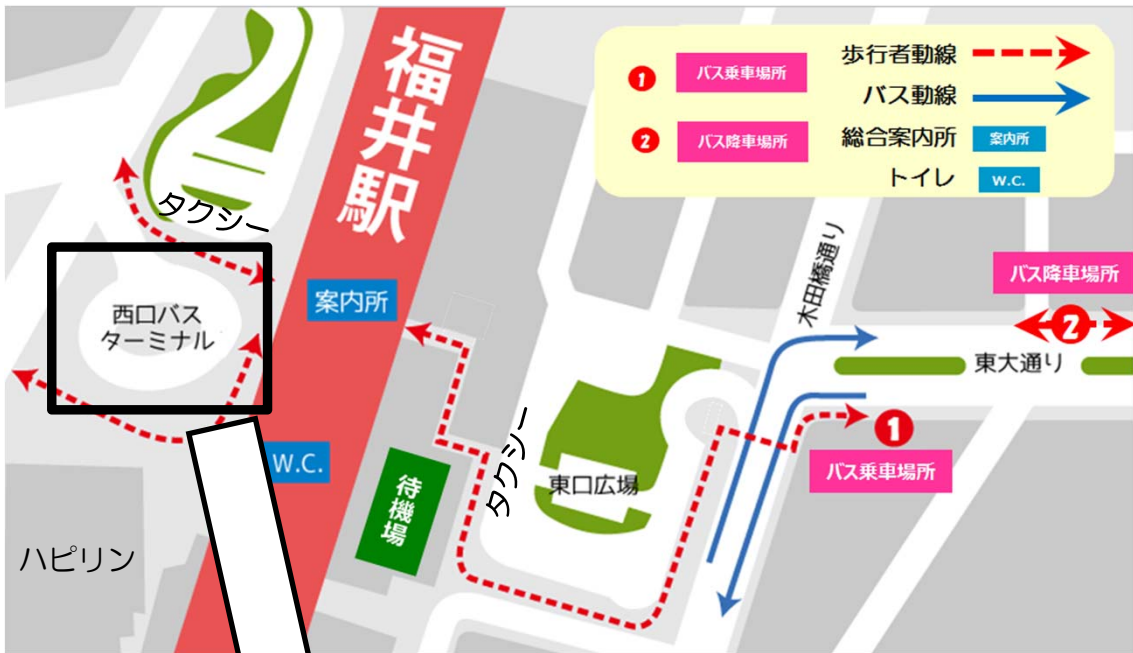 福井駅
❶ バス乗車場所
❷ バス降車場所
歩行者動線
バス動線
総合案内所 案内所
トイレ W.C.
タクシー
西口バス
ターミナル
案内所
W.C.
ハピリン
待機場
タクシー
東口広場
木田橋通り
バス降車場所
❷
東大通り
❶
バス乗車場所